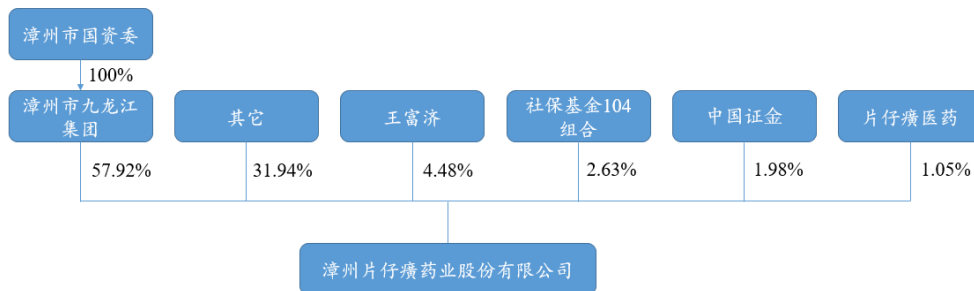 漳州市国资委
100%
漳州市九龙江
集团
其它
王富济
社保基金104
组合
中国证金
片仔癀医药
57.92%
31.94%
4.48%
2.63%
1.98%
1.05%
漳州片仔癀药业股份有限公司